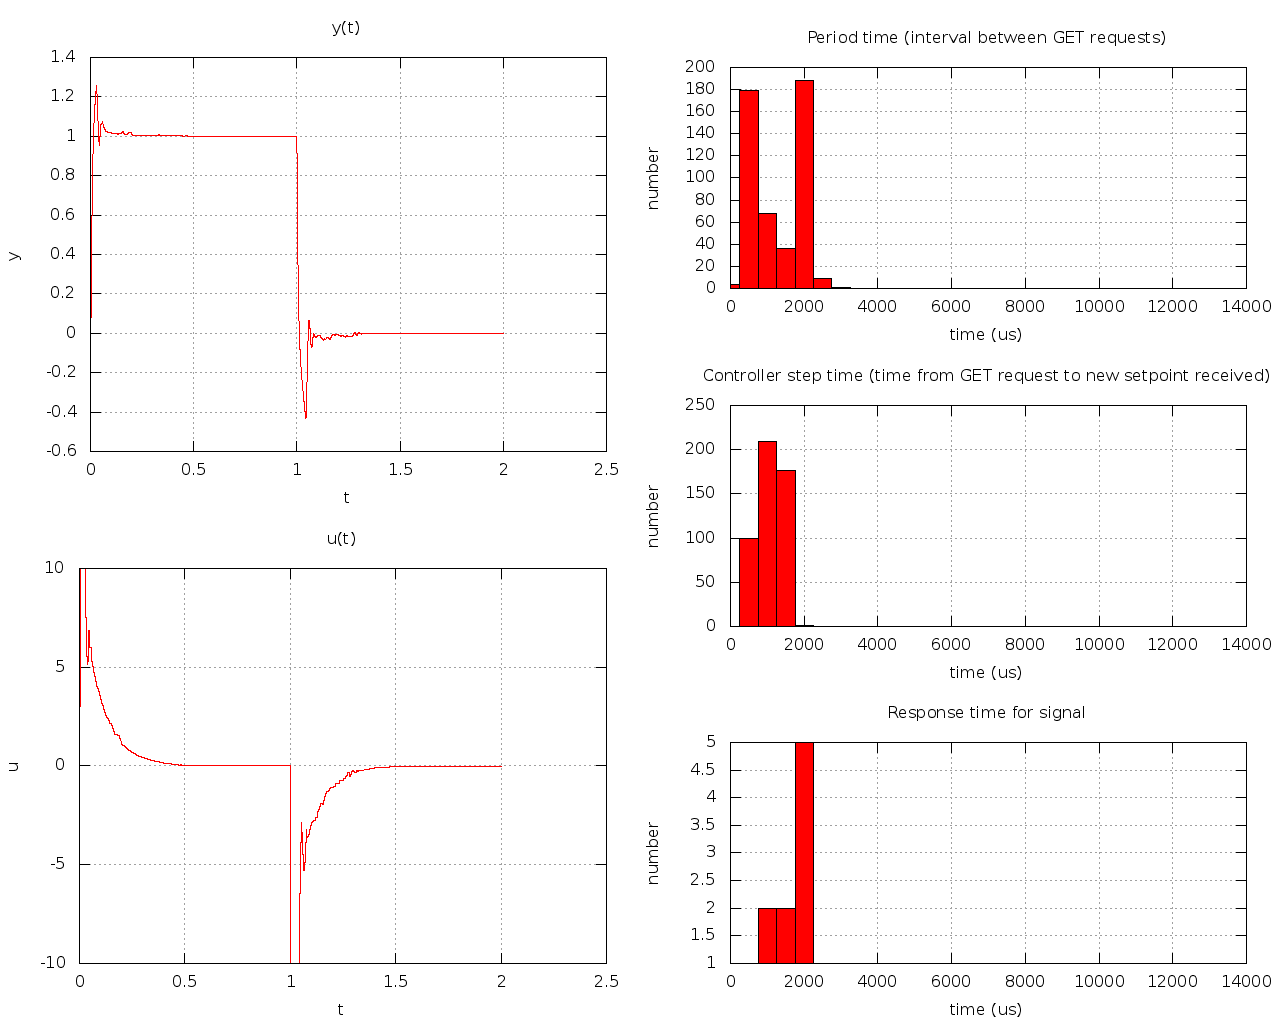 y(t)
1.4
1.2
1
0.8
0.6
0.4
0.2
0
-0.2
-0.4
-0.6
y
0 0.5 1 1.5 2 2.5
t
u(t)
10
5
0
-5
-10
u
0 0.5 1 1.5 2 2.5
t
Period time (interval between GET requests)
200
180
160
140
120
100
80
60
40
20
0
number
0 2000 4000 6000 8000 10000 12000 14000
time (us)
Controller step time (time from GET request to new setpoint received)
250
200
150
100
50
0
number
0 2000 4000 6000 8000 10000 12000 14000
time (us)
Response time for signal
5
4.5
4
3.5
3
2.5
2
1.5
1
number
0 2000 4000 6000 8000 10000 12000 14000
time (us)